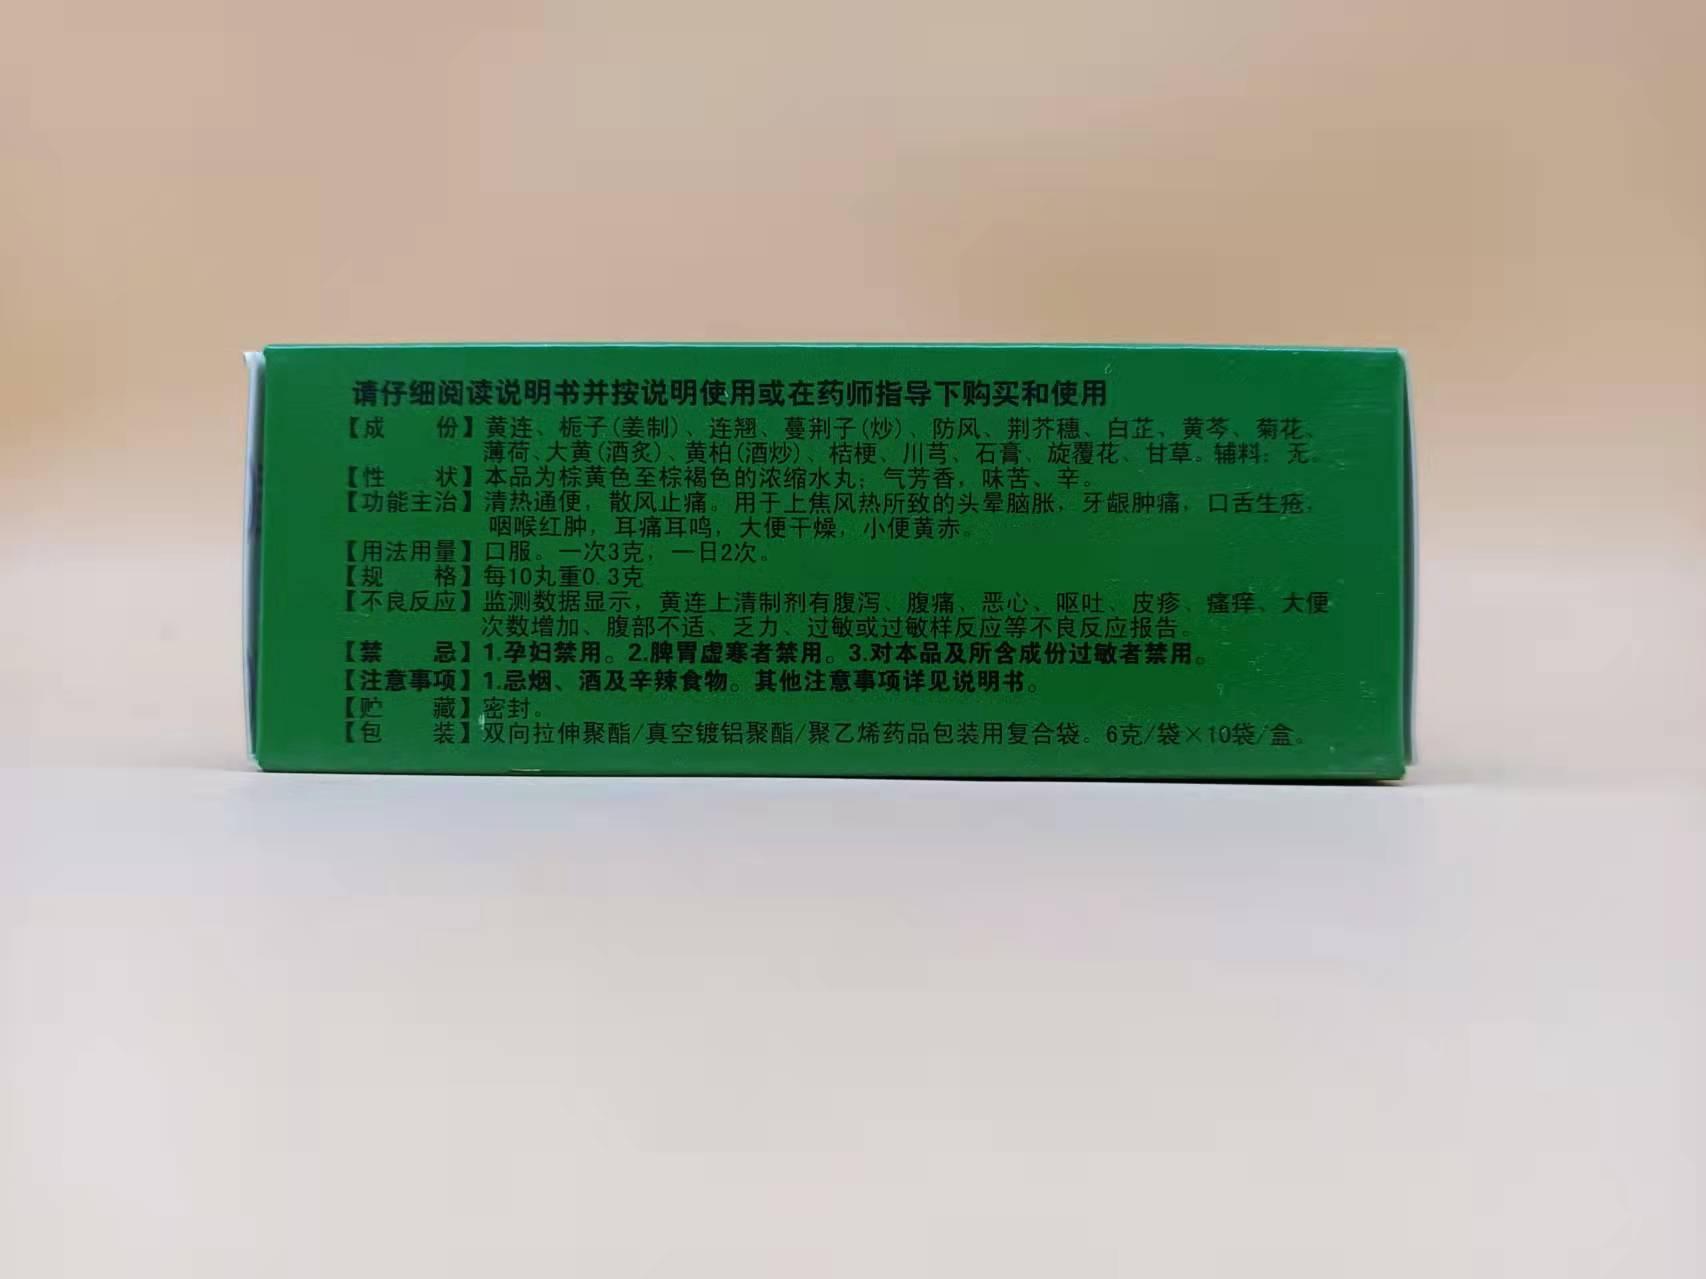 请仔细阅读说明书并按说明使用或在药师指导下购买和使用
【成 份】黄连、栀子(姜制)、连翘、蔓荆子(炒)、防风、荆芥穗、白芷、黄芩、菊花、
薄荷、大黄(酒炙)、黄柏(酒炒)、桔梗、川芎、石膏、旋覆花、甘草。辅料：无。
【性 状】本品为棕黄色至棕褐色的浓缩水丸；气芳香，味苦、辛。
【功能主治】清热通便，散风止痛。用于上焦风热所致的头晕脑胀，牙龈肿痛，口舌生疮，
咽喉红肿，耳痛耳鸣，大便干燥，小便黄赤。
【用法用量】口服。一次3克，一日2次。
【规 格】每10丸重0.3克
【不良反应】监测数据显示，黄连上清制剂有腹泻、腹痛、恶心、呕吐、皮疹、瘙痒、大便
次数增加、腹部不适、乏力、过敏或过敏样反应等不良反应报告。
【禁 忌】1.孕妇禁用。2.脾胃虚寒者禁用。3.对本品及所含成份过敏者禁用。
【注意事项】1.忌烟、酒及辛辣食物。其他注意事项详见说明书。
【贮 藏】密封。
【包 装】双向拉伸聚酯/真空镀铝聚酯/聚乙烯药品包装用复合袋。6克/袋×10袋/盒。